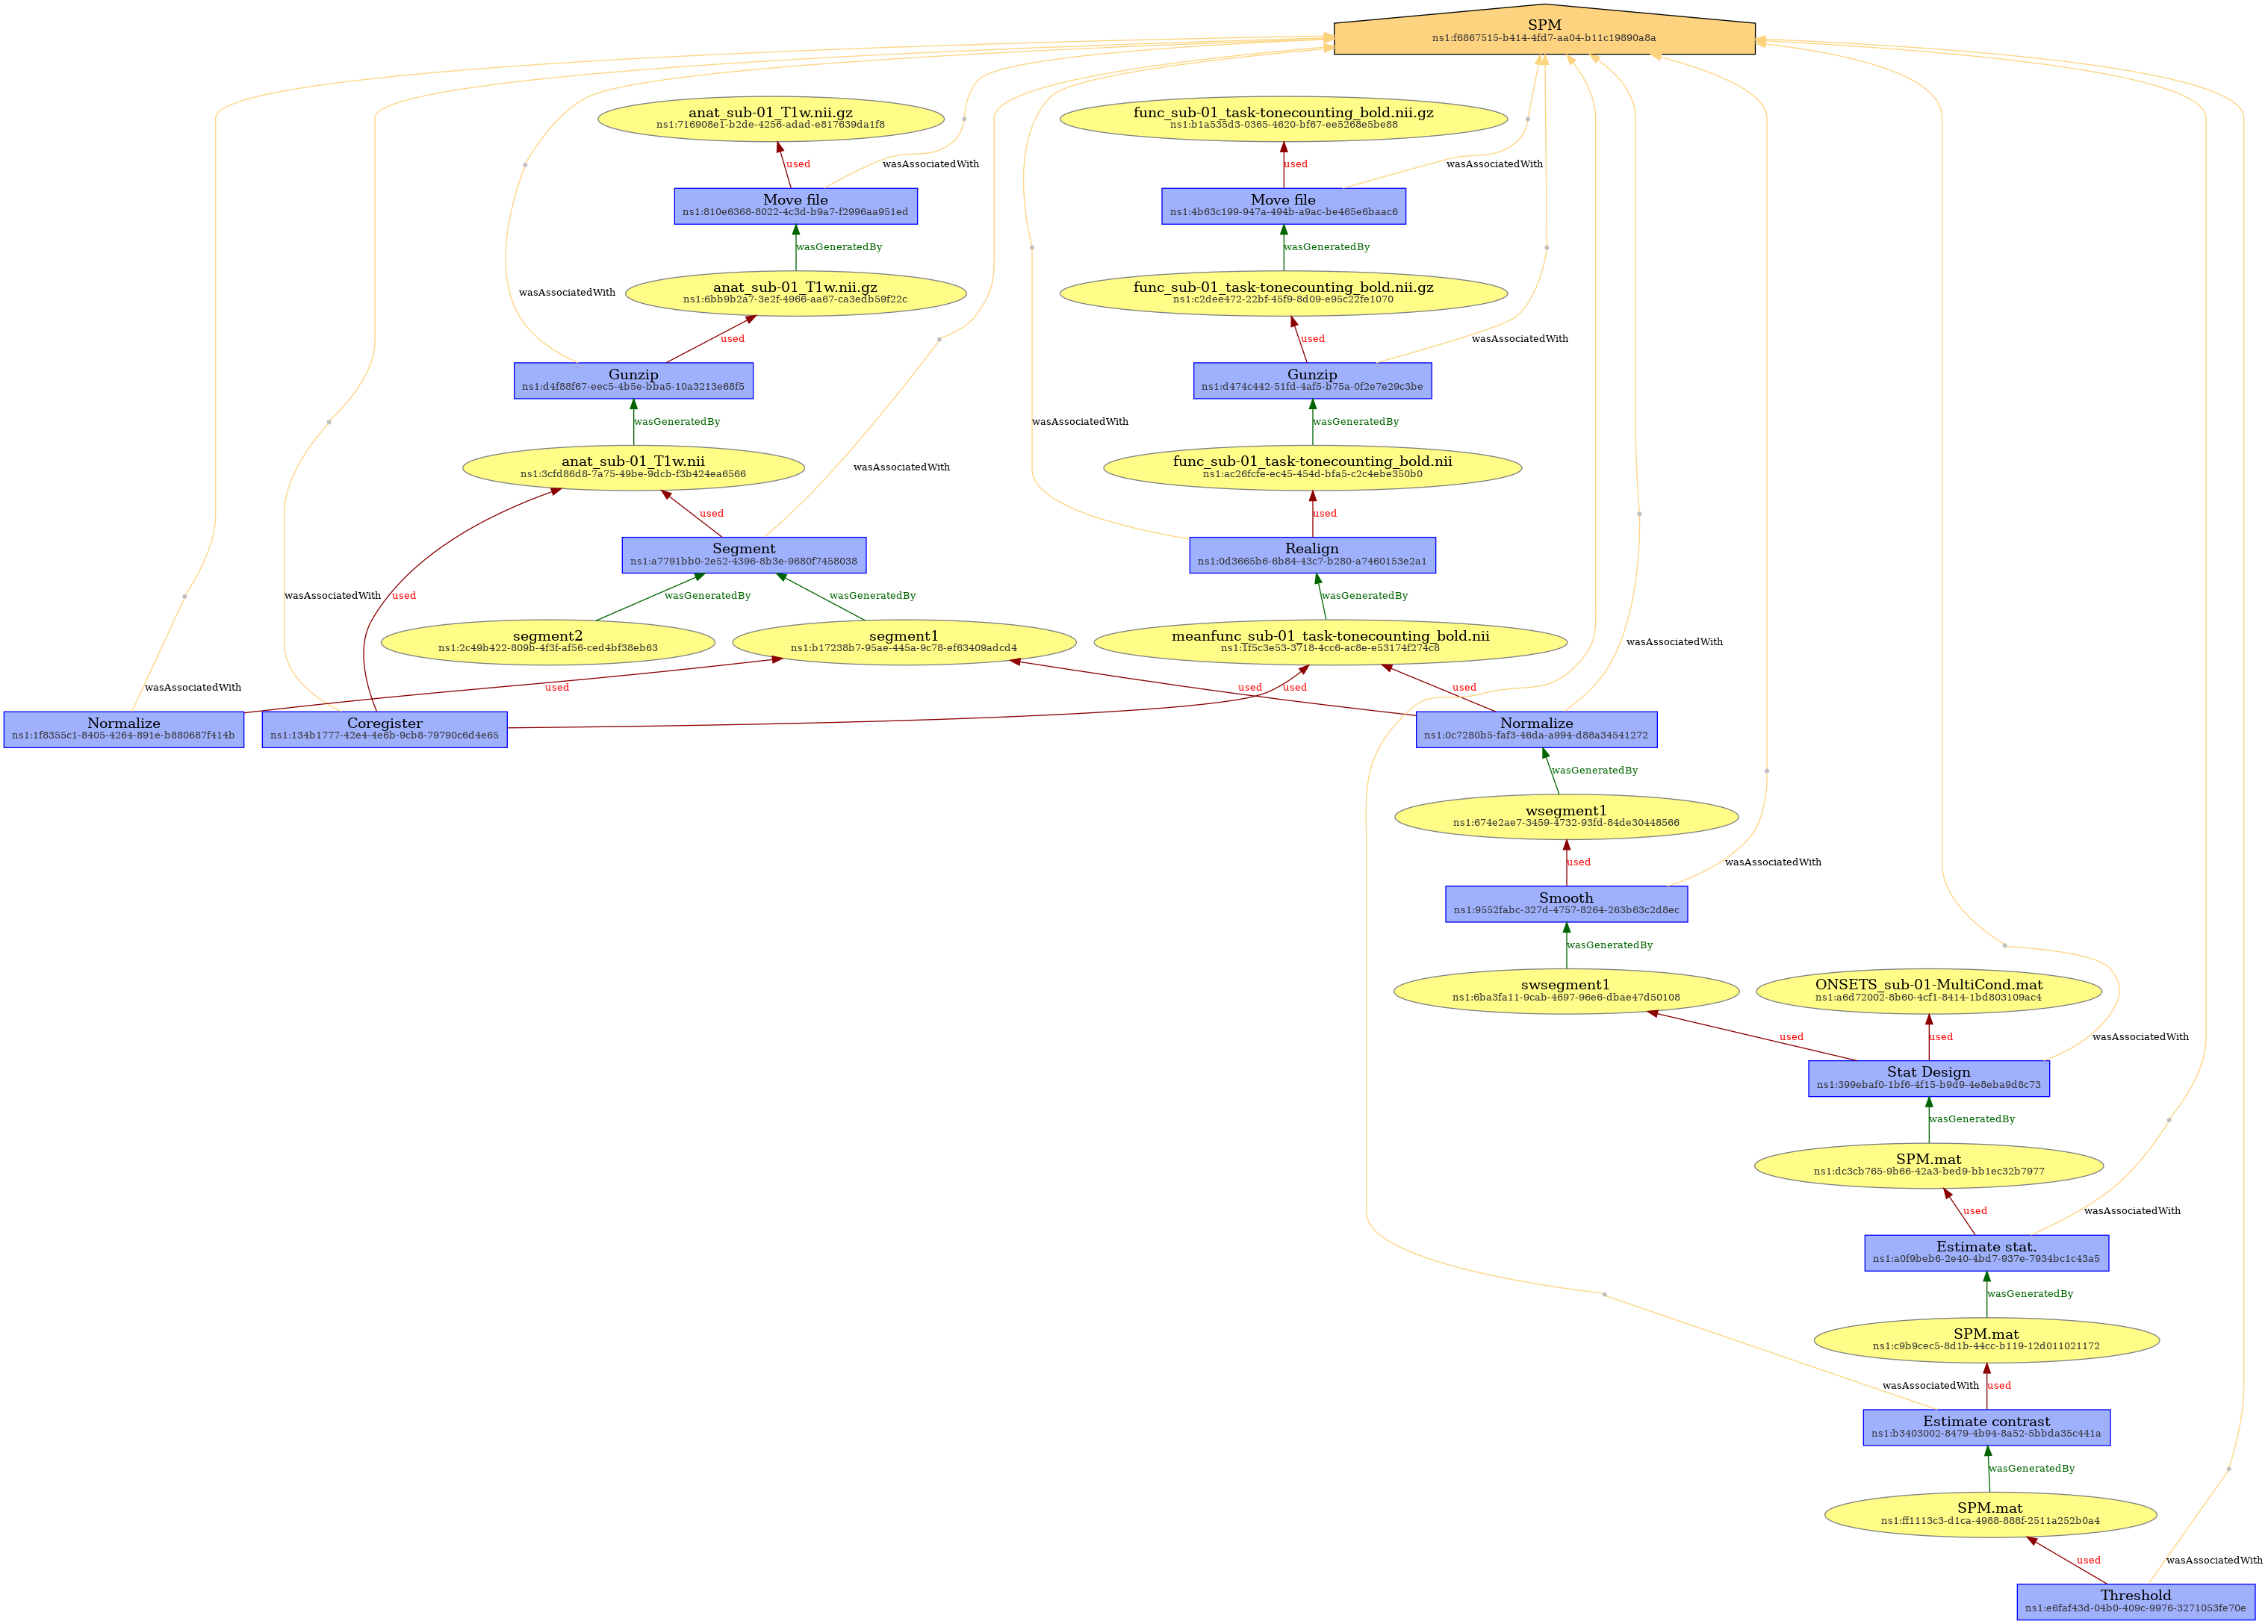 SPM
ns1:f6867515-b414-4fd7-aa04-b11c19890a8a
anat_sub-01_T1w.nii.gz
ns1:716908e1-b2de-4256-adad-e817639da1f8
func_sub-01_task-tonecounting_bold.nii.gz
ns1:b1a535d3-0365-4620-bf67-ee5268e5be88
used
wasAssociatedWith
used
wasAssociatedWith
Move file
ns1:810e6368-8022-4c3d-b9a7-f2996aa951ed
Move file
ns1:4b63c199-947a-494b-a9ac-be465e6baac6
wasGeneratedBy
wasGeneratedBy
wasAssociatedWith
anat_sub-01_T1w.nii.gz
ns1:6bb9b2a7-3e2f-4966-aa67-ca3edb59f22c
func_sub-01_task-tonecounting_bold.nii.gz
ns1:c2dee472-22bf-45f9-8d09-e95c22fe1070
used
used
wasAssociatedWith
Gunzip
ns1:d4f88f67-eec5-4b5e-bba5-10a3213e68f5
Gunzip
ns1:d474c442-51fd-4af5-b75a-0f2e7e29c3be
wasGeneratedBy
wasAssociatedWith
wasGeneratedBy
anat_sub-01_T1w.nii
ns1:3cfd86d8-7a75-49be-9dcb-f3b424ea6566
wasAssociatedWith
func_sub-01_task-tonecounting_bold.nii
ns1:ac26fcfe-ec45-454d-bfa5-c2c4ebe350b0
used
used
Segment
ns1:a7791bb0-2e52-4396-8b3e-9680f7458038
Realign
ns1:0d3665b6-6b84-43c7-b280-a7460153e2a1
wasAssociatedWith
used
wasGeneratedBy
wasGeneratedBy
wasGeneratedBy
segment2
ns1:2c49b422-809b-4f3f-af56-ced4bf38eb63
segment1
ns1:b17238b7-95ae-445a-9c78-ef63409adcd4
meanfunc_sub-01_task-tonecounting_bold.nii
ns1:1f5c3e53-3718-4cc6-ac8e-e53174f274c8
wasAssociatedWith
wasAssociatedWith
used
used
used
used
Normalize
ns1:1f8355c1-8405-4264-891e-b880687f414b
Coregister
ns1:134b1777-42e4-4e6b-9cb8-79790c6d4e65
Normalize
ns1:0c7280b5-faf3-46da-a994-d88a34541272
wasGeneratedBy
wsegment1
ns1:674e2ae7-3459-4732-93fd-84de30448566
used
wasAssociatedWith
Smooth
ns1:9552fabc-327d-4757-8264-263b63c2d8ec
wasGeneratedBy
swsegment1
ns1:6ba3fa11-9cab-4697-96e6-dbae47d50108
ONSETS_sub-01-MultiCond.mat
ns1:a6d72002-8b60-4cf1-8414-1bd803109ac4
used
used
wasAssociatedWith
Stat Design
ns1:399ebaf0-1bf6-4f15-b9d9-4e8eba9d8c73
wasGeneratedBy
SPM.mat
ns1:dc3cb765-9b66-42a3-bed9-bb1ec32b7977
used
wasAssociatedWith
Estimate stat.
ns1:a0f9beb6-2e40-4bd7-937e-7934bc1c43a5
wasGeneratedBy
SPM.mat
ns1:c9b9cec5-8d1b-44cc-b119-12d011021172
wasAssociatedWith
used
Estimate contrast
ns1:b3403002-8479-4b94-8a52-5bbda35c441a
wasGeneratedBy
SPM.mat
ns1:ff1113c3-d1ca-4988-888f-2511a252b0a4
used
wasAssociatedWith
Threshold
ns1:e6faf43d-04b0-409c-9976-3271053fe70e